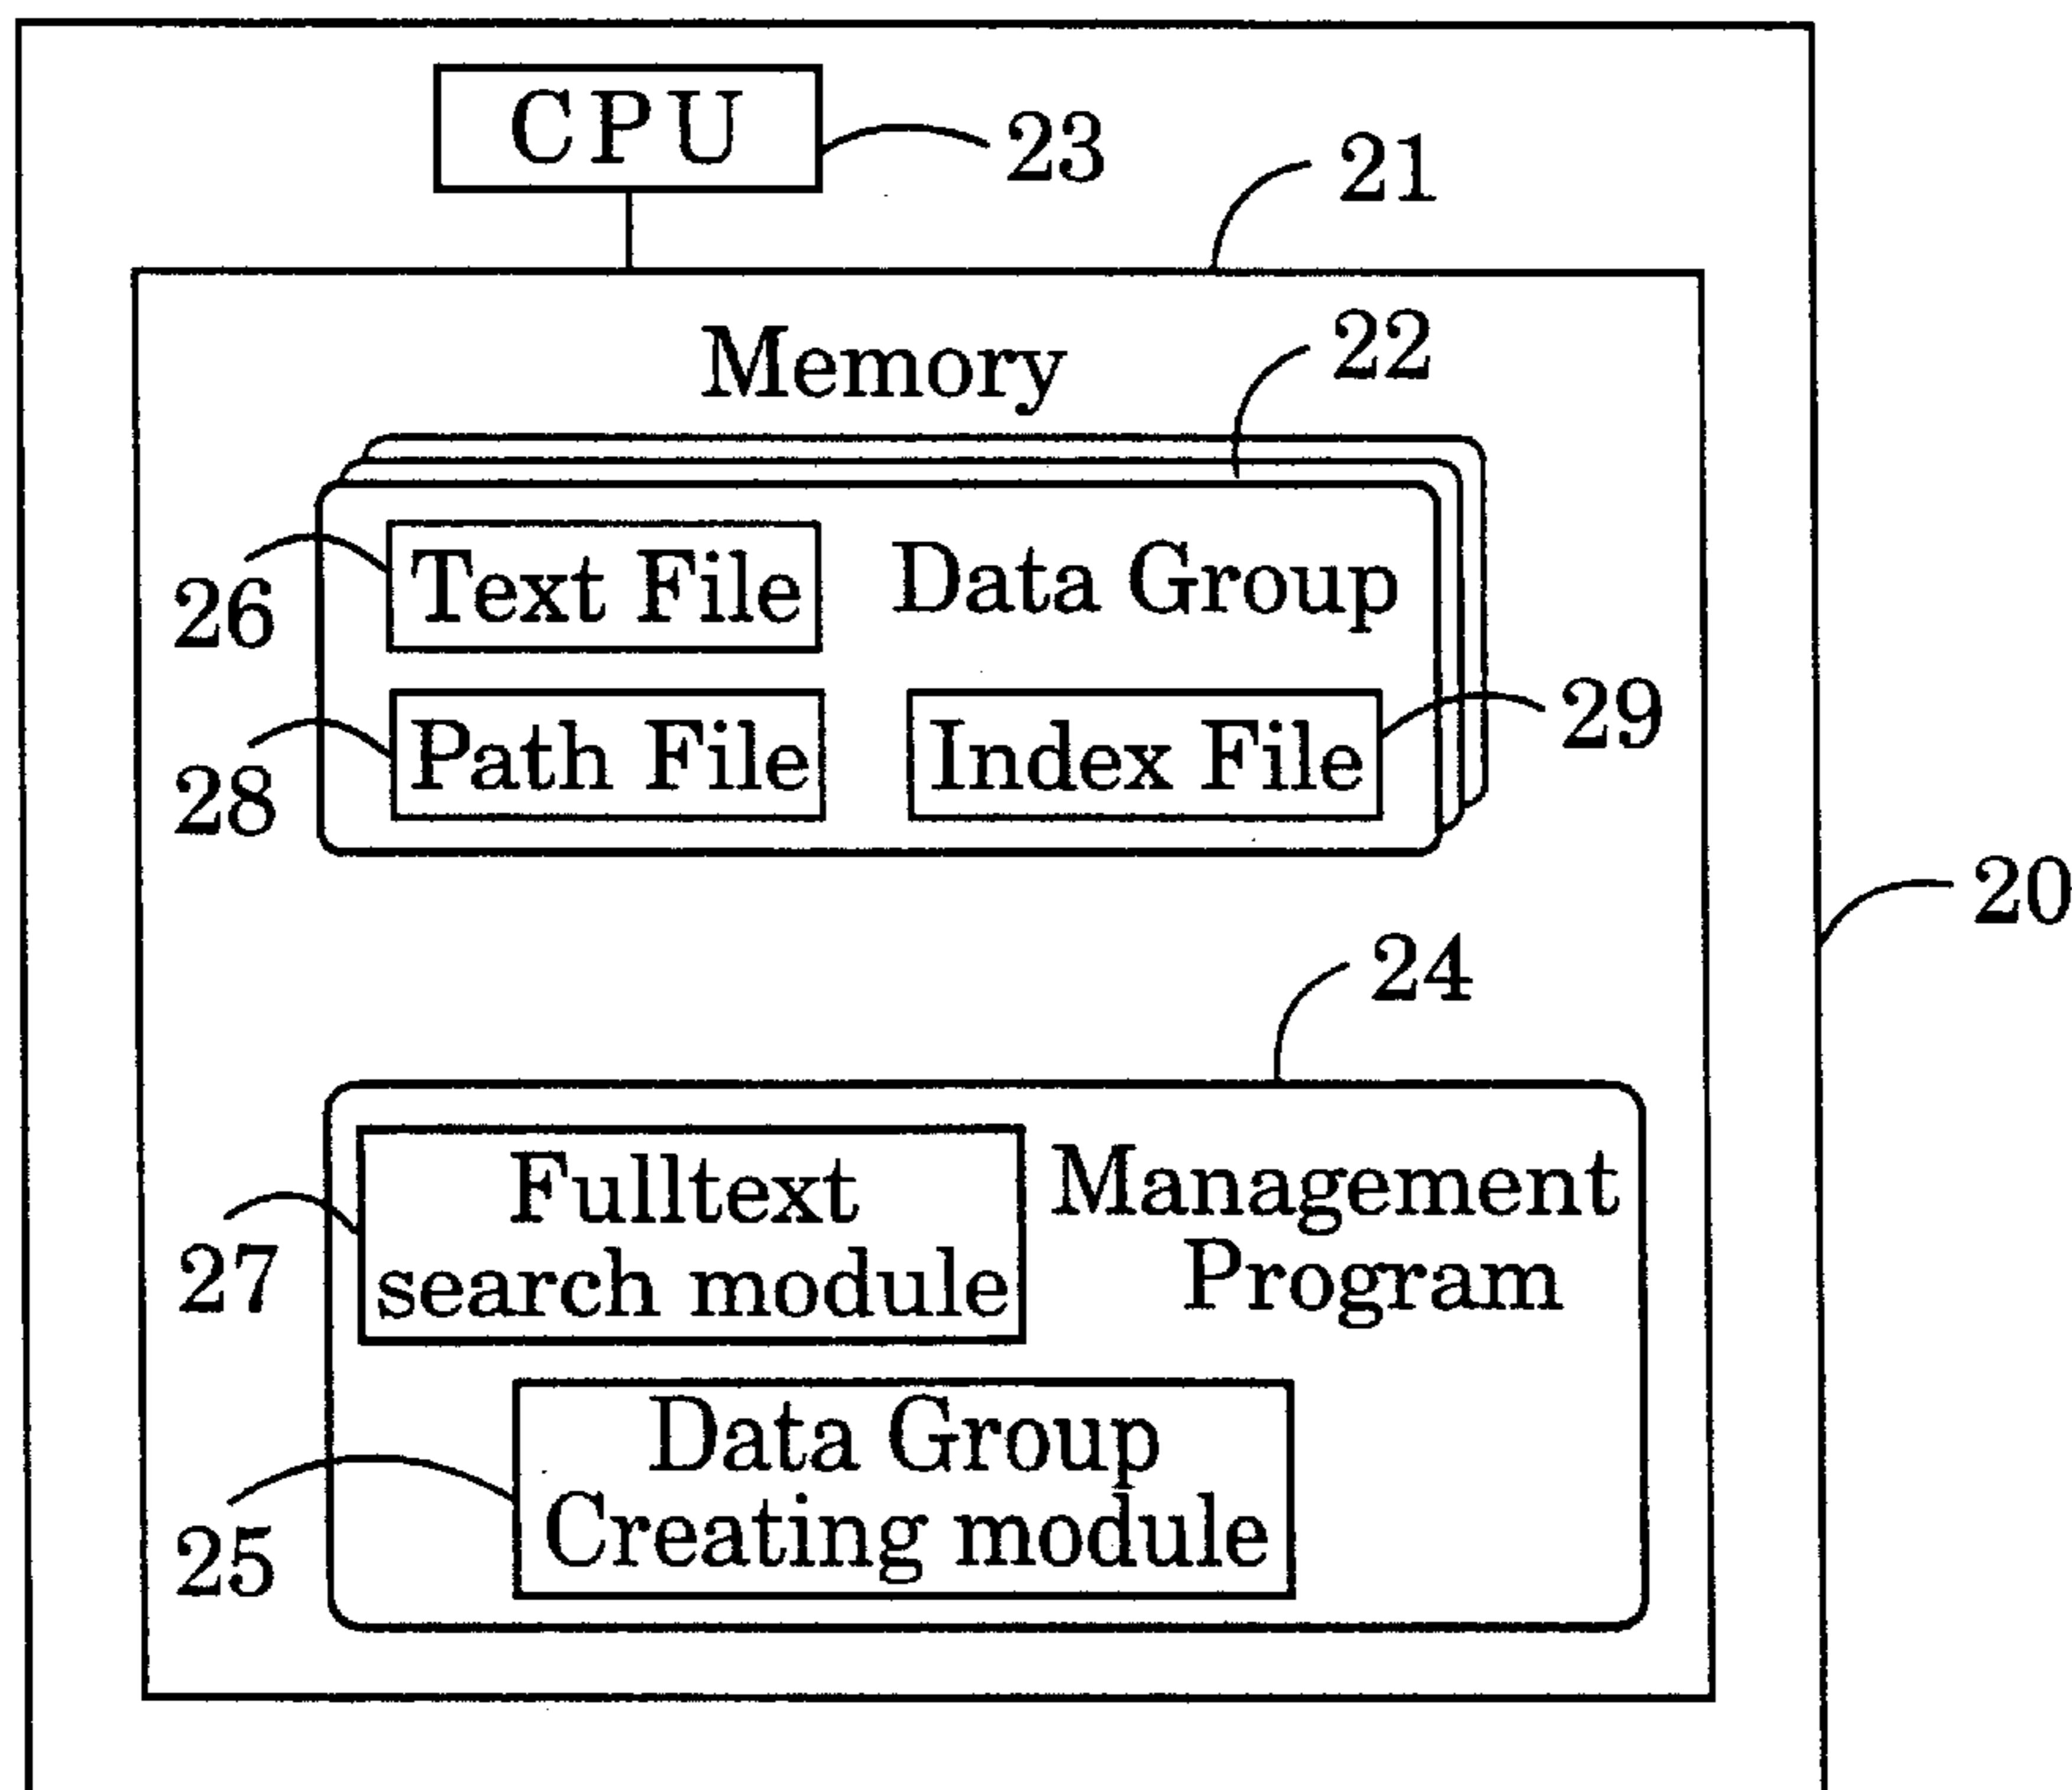 CPU
23
21
Memory
22
26
Text File
Data Group
28
Path File
Index File
29
20
24
27
Fulltext
search module
Management
Program
25
Data Group
Creating module